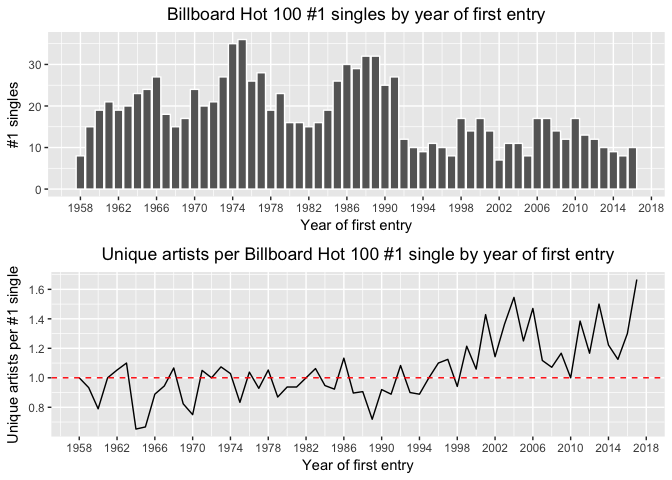 Billboard Hot 100 #1 singles by year of first entry
30
20
10
0
#1 singles
1958 1962 1966 1970 1974 1978 1982 1986 1990 1994 1998 2002 2006 2010 2014 2018
Year of first entry
Unique artists per Billboard Hot 100 #1 single by year of first entry
1.6
1.4
1.2
1.0
0.8
Unique artists per #1 single
1958 1962 1966 1970 1974 1978 1982 1986 1990 1994 1998 2002 2006 2010 2014 2018
Year of first entry